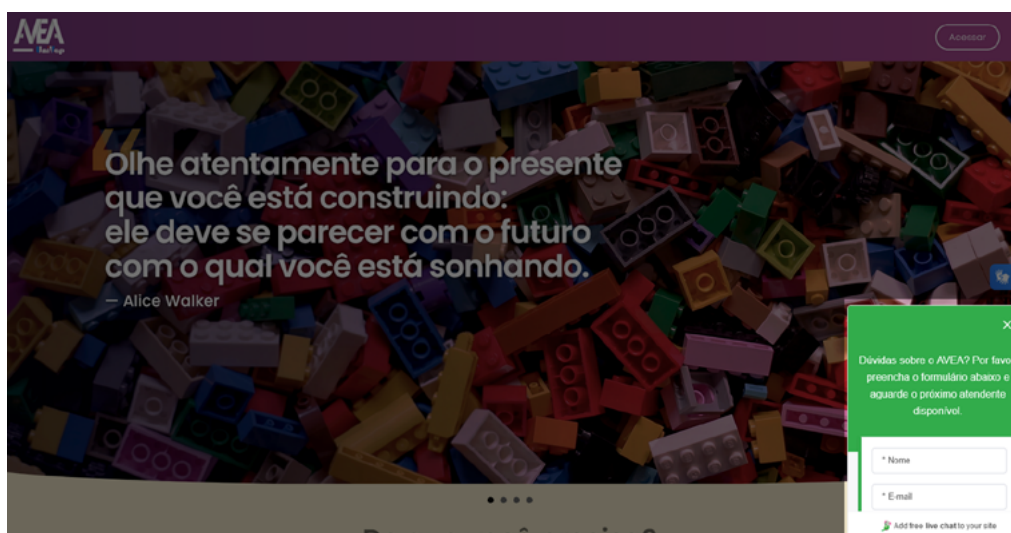 AVEA
Acessar
Olhe atentamente para o presente
que você está construindo:
ele deve se parecer com o futuro
com o qual você está sonhando.
— Alice Walker
Dúvidas sobre o AVEA? Por favo
preencha o formulário abaixo e
aguarde o próximo atendente
disponível.
* Nome
* E-mail
Add free live chat to your site